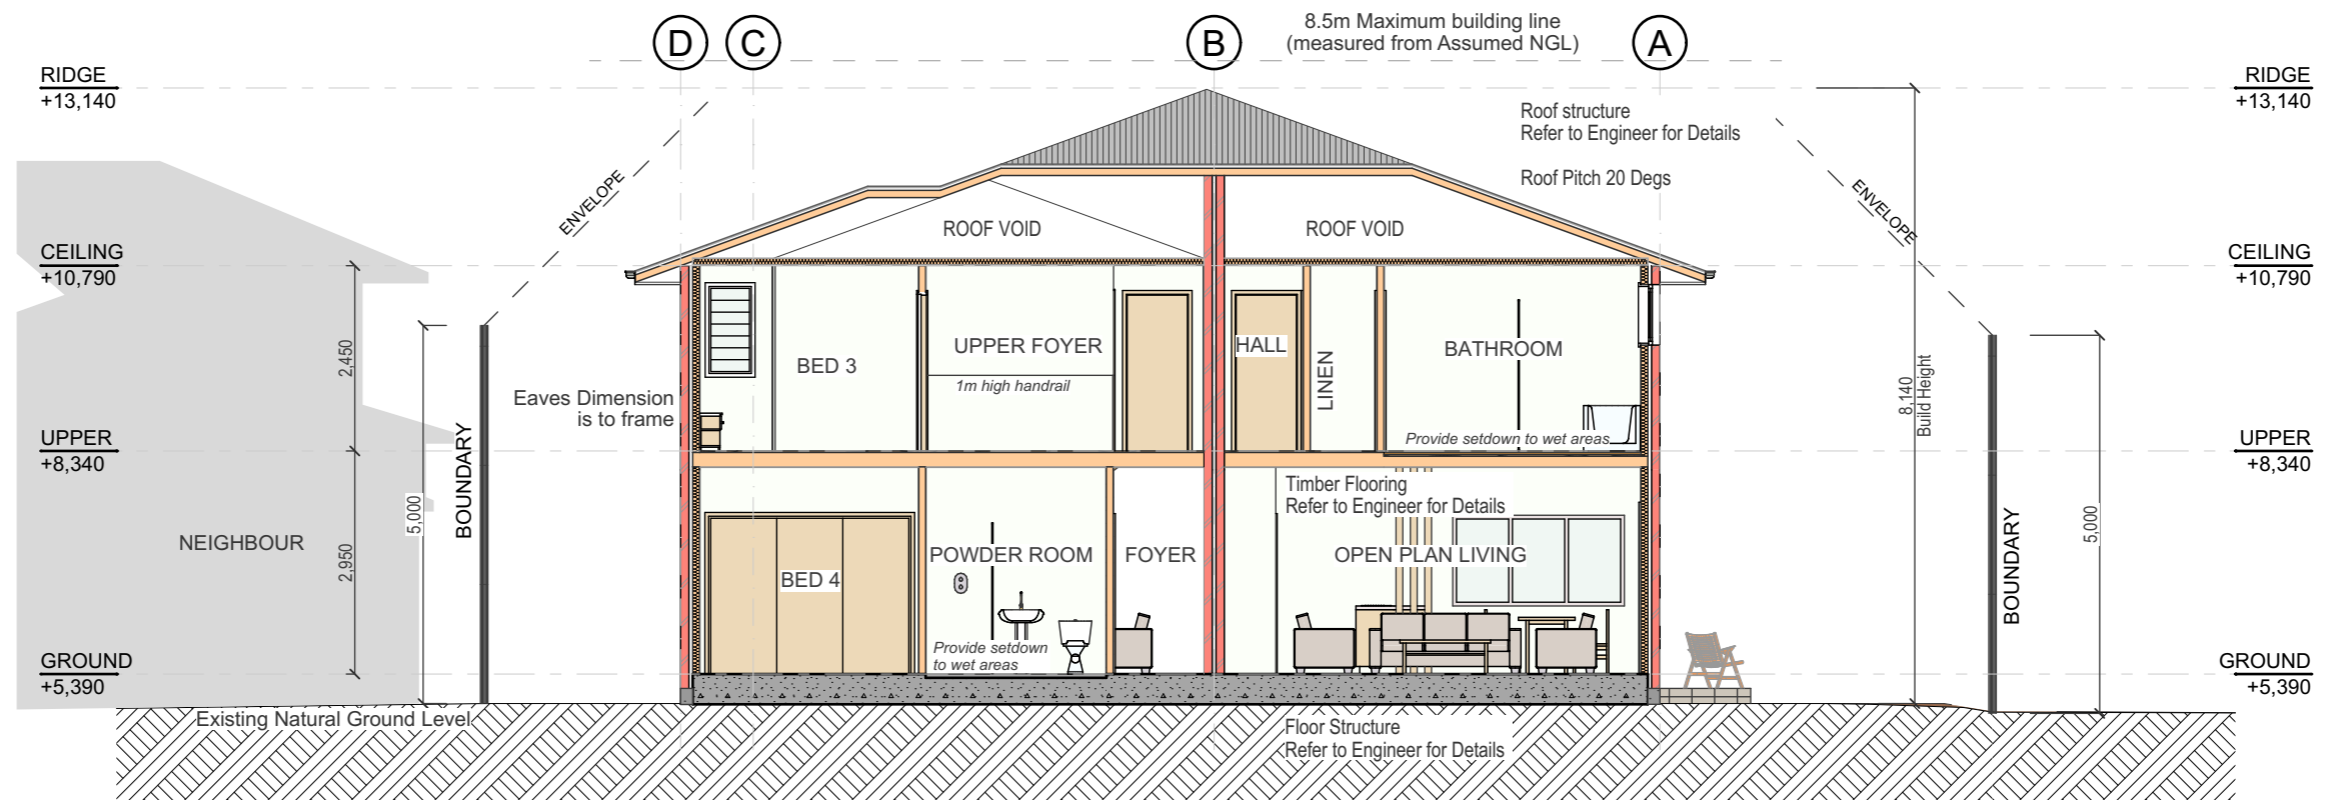 D
C
B
A
8.5m Maximum building line
(measured from Assumed NGL)
RIDGE
+13,140
RIDGE
+13,140
Roof structure
Refer to Engineer for Details
Roof Pitch 20 Degs
ENVELOPE
ENVELOPE
ROOF VOID
ROOF VOID
CEILING
+10,790
CEILING
+10,790
2,450
BED 3
UPPER FOYER
1m high handrail
HALL
LINEN
BATHROOM
Provide setdown to wet areas
Eaves Dimension
is to frame
8,140
Build Height
UPPER
+8,340
UPPER
+8,340
BOUNDARY
5,000
NEIGHBOUR
2,950
Timber Flooring
Refer to Engineer for Details
BED 4
POWDER ROOM
FOYER
OPEN PLAN LIVING
Provide setdown
to wet areas
BOUNDARY
5,000
GROUND
+5,390
GROUND
+5,390
Existing Natural Ground Level
Floor Structure
Refer to Engineer for Details